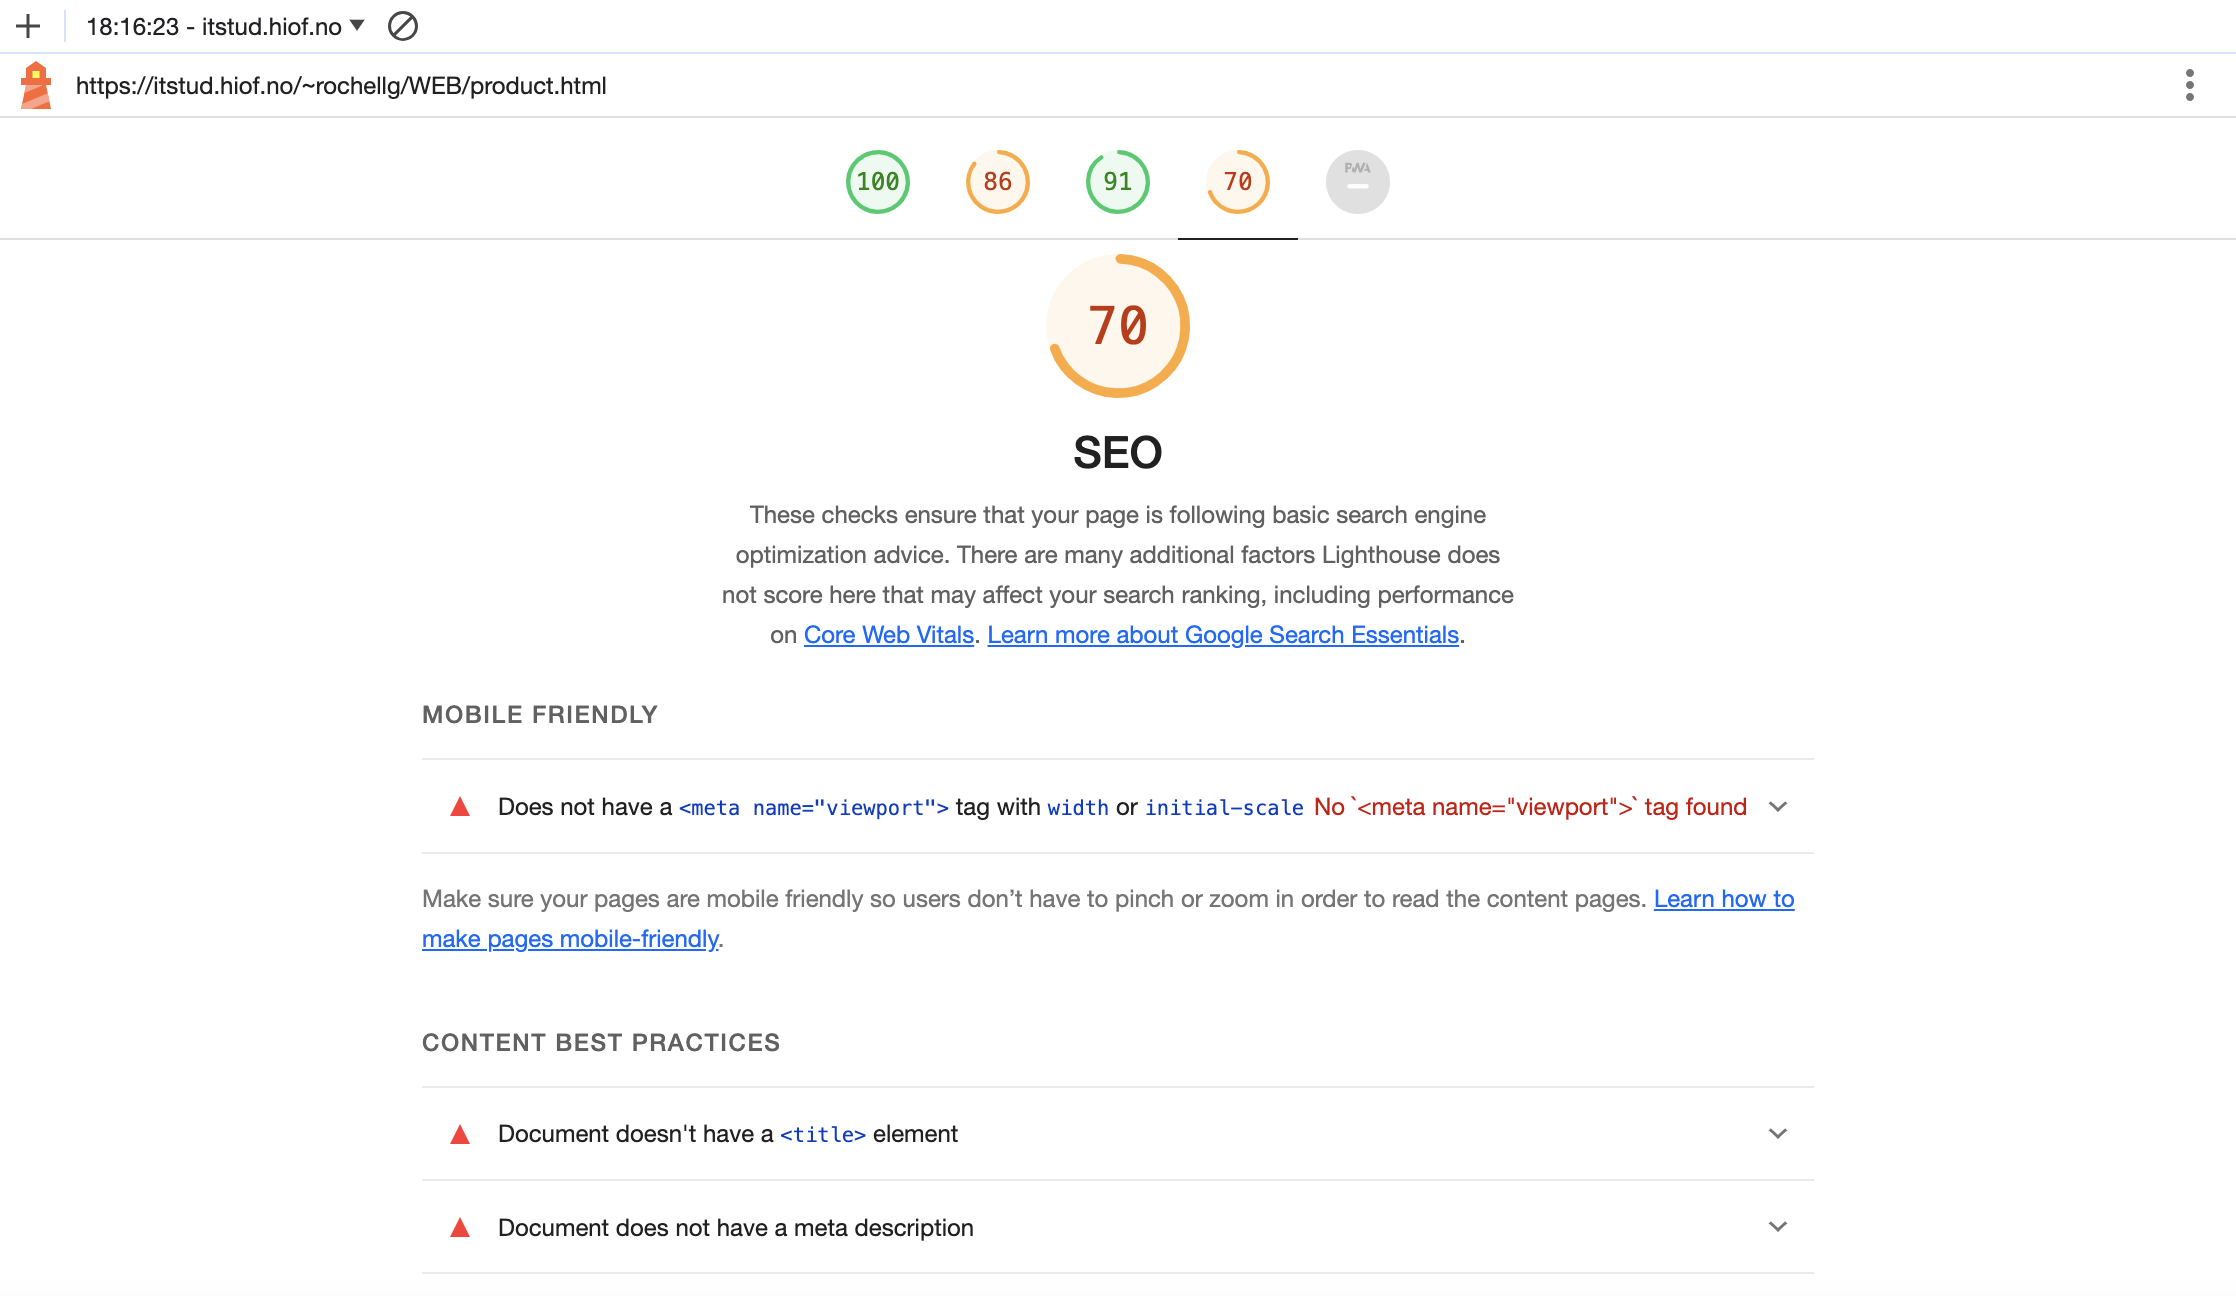 18:16:23 - itstud.hiof.no
https://itstud.hiof.no/~rochellg/WEB/product.html
100 86 91 70 PWA
70
SEO
These checks ensure that your page is following basic search engine
optimization advice. There are many additional factors Lighthouse does
not score here that may affect your search ranking, including performance
on Core Web Vitals. Learn more about Google Search Essentials.
MOBILE FRIENDLY
Does not have a <meta name="viewport"> tag with width or initial-scale No `<meta name="viewport">` tag found
Make sure your pages are mobile friendly so users don’t have to pinch or zoom in order to read the content pages. Learn how to
make pages mobile-friendly.
CONTENT BEST PRACTICES
Document doesn't have a <title> element
Document does not have a meta description